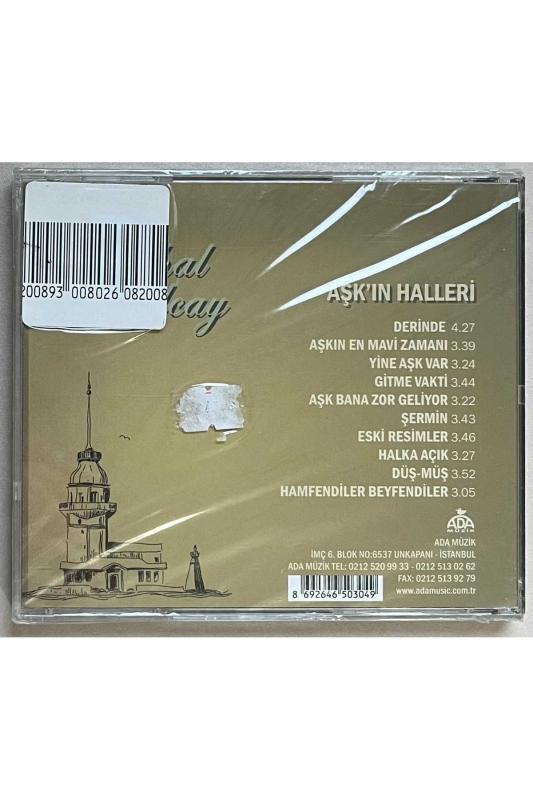 200893 008026 082008
AŞK'IN HALLERİ
DERİNDE 4.27
AŞKIN EN MAVİ ZAMANI 3.39
YİNE AŞK VAR 3.24
GİTME VAKTİ 3.44
AŞK BANA ZOR GELİYOR 3.22
ŞERMİN 3.43
ESKİ RESİMLER 3.46
HALKA AÇIK 3.27
DÜŞ-MÜŞ 3.52
HAMFENDİLER BEYFENDİLER 3.05
ADA
MÜZİK
ADA MÜZİK
İMÇ 6. BLOK NO:6537 UNKAPANI - İSTANBUL
ADA MÜZİK TEL: 0212 520 99 33 - 0212 513 02 62
FAX: 0212 513 92 79
www.adamusic.com.tr
8 692646 503049